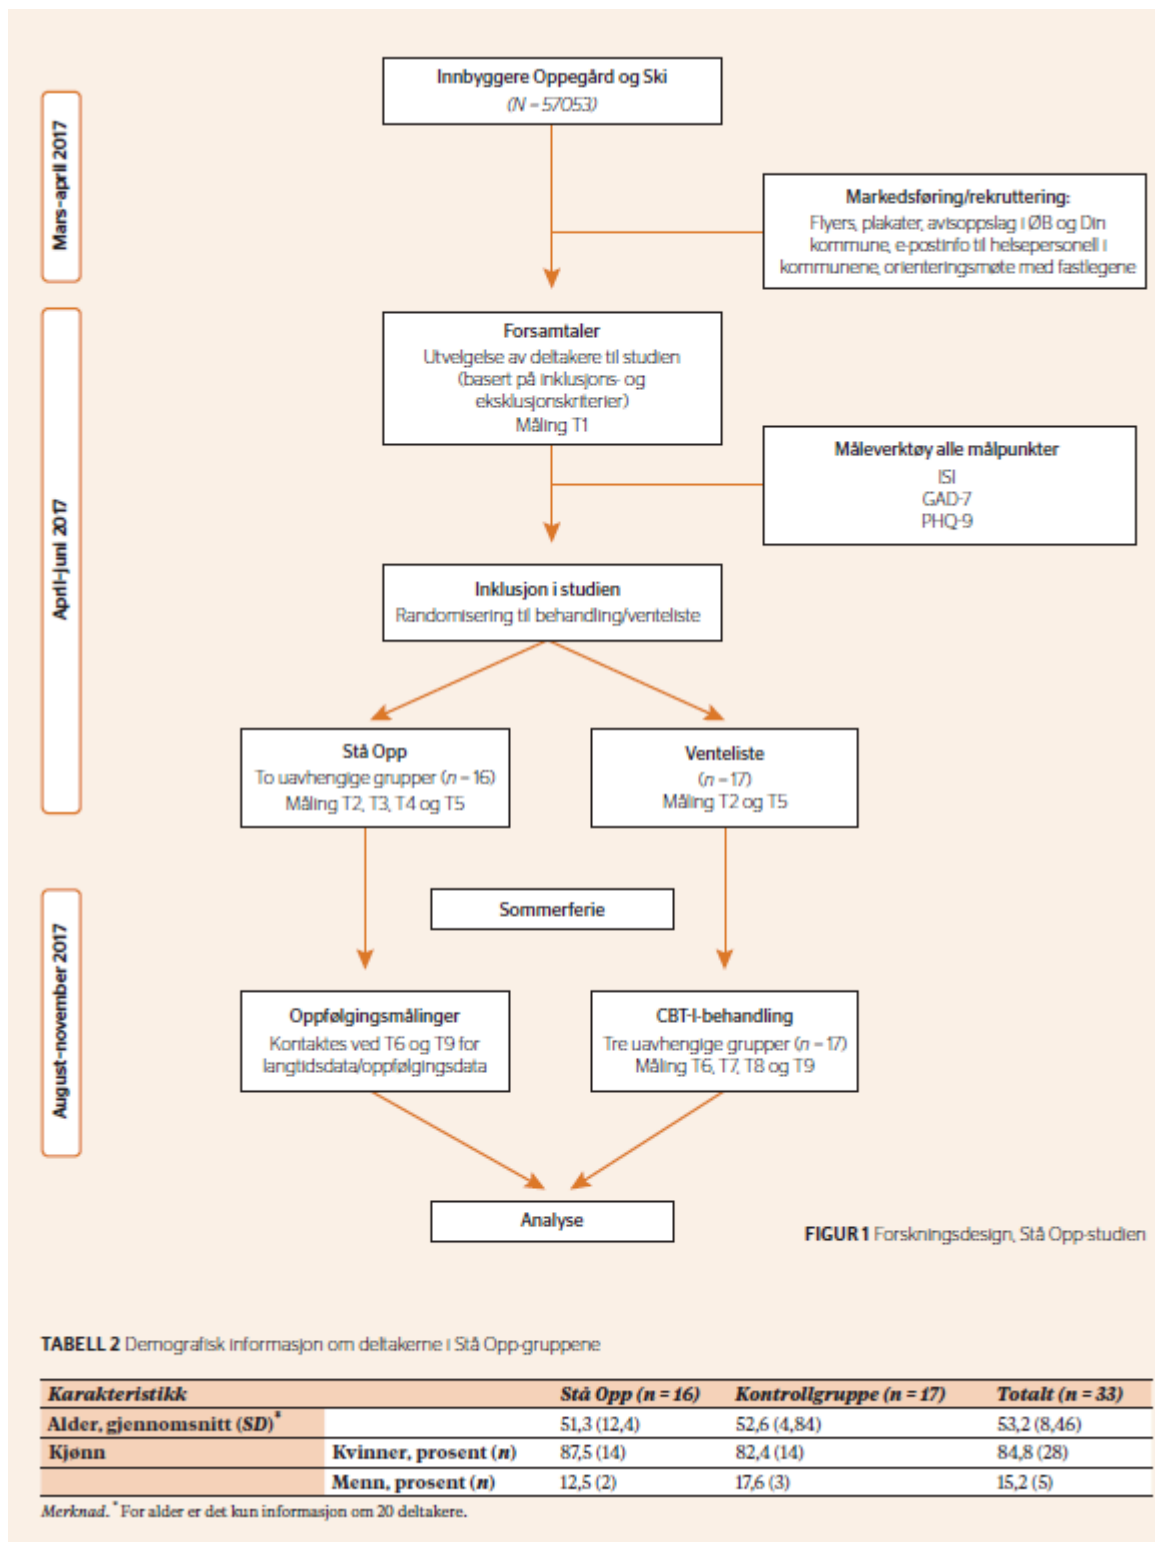 Innbyggere Oppegård og Ski
(N = 57053)
Mars–april 2017
Markedsføring/rekruttering:
Flyers, plakater, avisoppslag i ØB og Din
kommune, e-postinfo til helsepersonell i
kommunene, orienteringsmøte med fastlegene
Forsamtaler
Utvelgelse av deltakere til studien
(basert på inklusjons- og
eksklusjonskriterier)
Måling T1
Måleverktøy alle målpunkter
ISI
GAD-7
PHQ-9
April–juni 2017
Inklusjon i studien
Randomisering til behandling/venteliste
Stå Opp
To uavhengige grupper (n = 16)
Måling T2, T3, T4 og T5
Venteliste
(n = 17)
Måling T2 og T5
Sommerferie
August–november 2017
Oppfølgingsmålinger
Kontaktes ved T6 og T9 for
langtidsdata/oppfølgingsdata
CBT-I-behandling
Tre uavhengige grupper (n = 17)
Måling T6, T7, T8 og T9
Analyse
FIGUR 1 Forskningsdesign, Stå Opp-studien
TABELL 2 Demografisk informasjon om deltakerne i Stå Opp-gruppene
Karakteristikk Stå Opp (n = 16) Kontrollgruppe (n = 17) Totalt (n = 33)
Alder, gjennomsnitt (SD)* 51,3 (12,4) 52,6 (4,84) 53,2 (8,46)
Kjønn Kvinner, prosent (n) 87,5 (14) 82,4 (14) 84,8 (28)
Menn, prosent (n) 12,5 (2) 17,6 (3) 15,2 (5)
Merknad. * For alder er det kun informasjon om 20 deltakere.